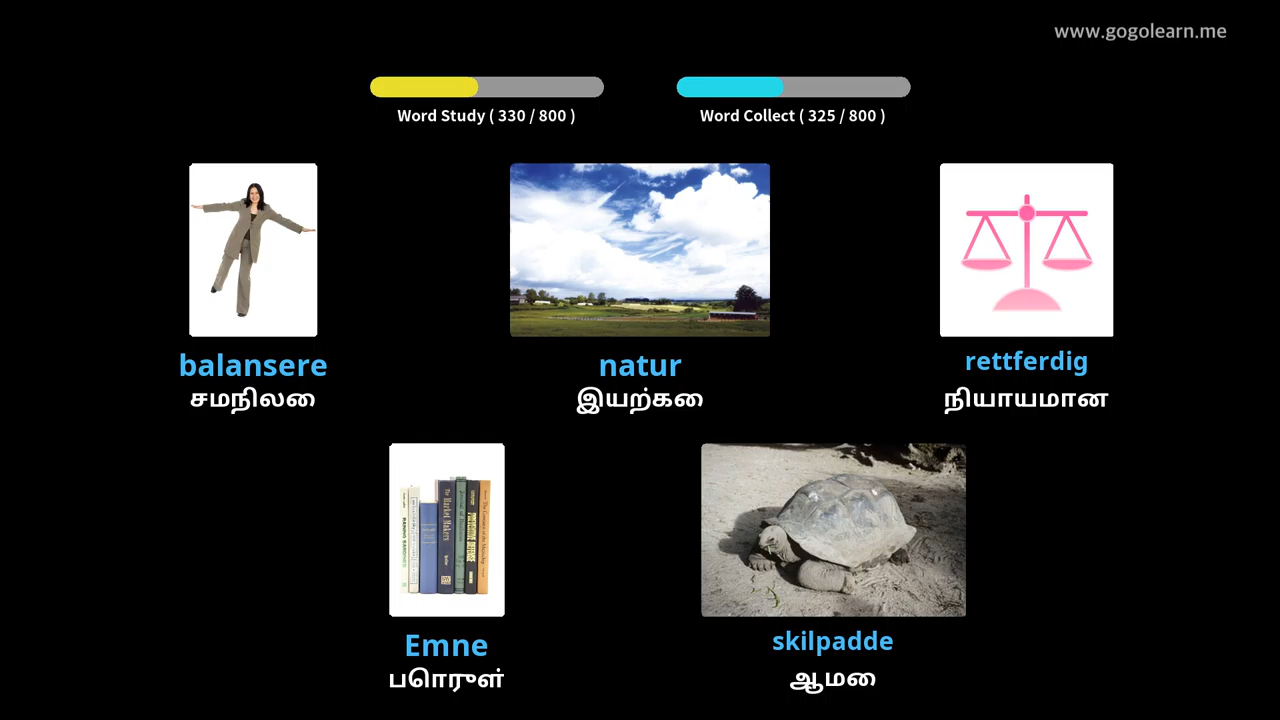 www.gogolearn.me
Word Study ( 330 / 800 )
Word Collect ( 325 / 800 )
balansere
சமநிலை
natur
இயற்கை
rettferdig
நியாயமான
Emne
பொருள்
skilpadde
ஆமை